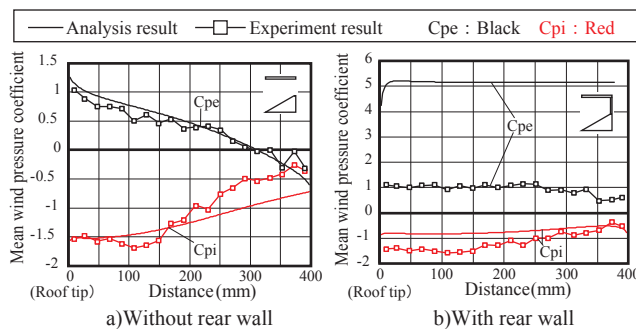 Analysis result Experiment result Cpe : Black Cpi : Red
Mean wind pressure coefficient
1.5
1
0.5
0
-0.5
-1
-1.5
-2
Cpe
Cpi
0 100 200 300 400
(Roof tip) Distance(mm)
a)Without rear wall
Mean wind pressure coefficient
6
5
4
3
2
1
0
-1
-2
Cpe
Cpi
0 100 200 300 400
(Roof tip) Distance(mm)
b)With rear wall